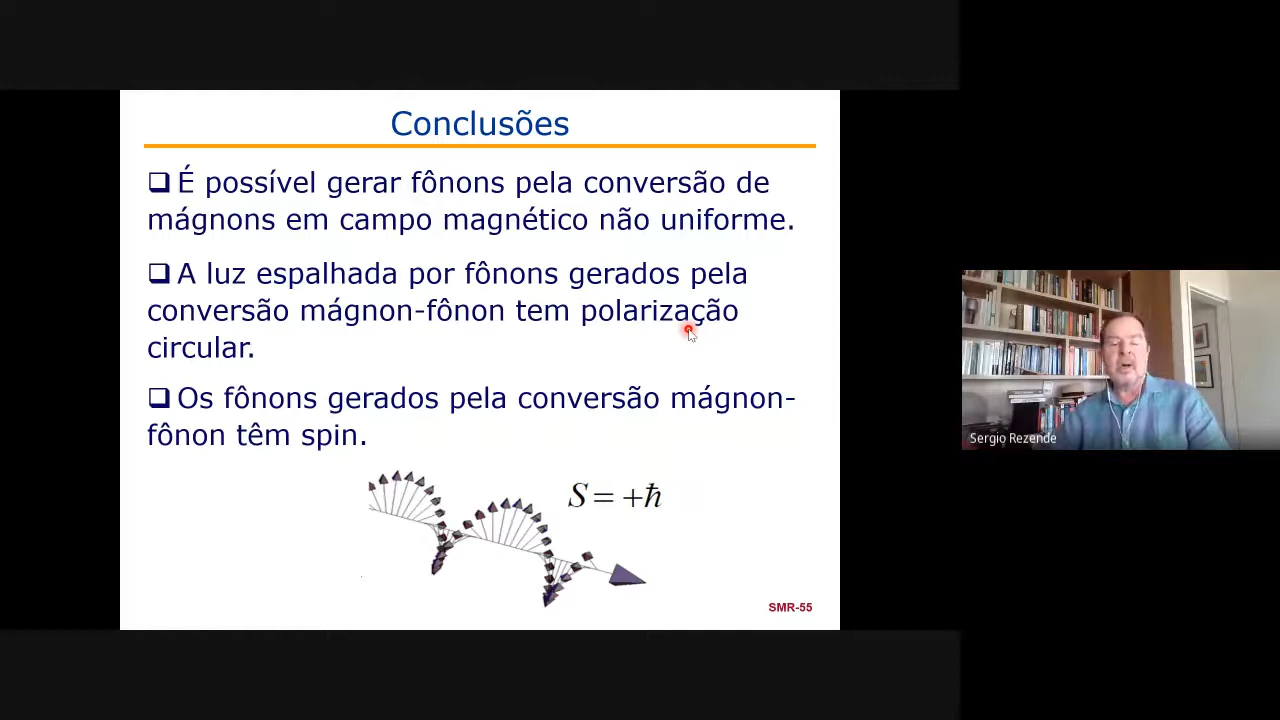 Conclusões
❑ É possível gerar fônons pela conversão de
mágnons em campo magnético não uniforme.
❑ A luz espalhada por fônons gerados pela
conversão mágnon-fônon tem polarização
circular.
❑ Os fônons gerados pela conversão mágnon-
fônon têm spin.
S = +ℏ
SMR-55
Sergio Rezende